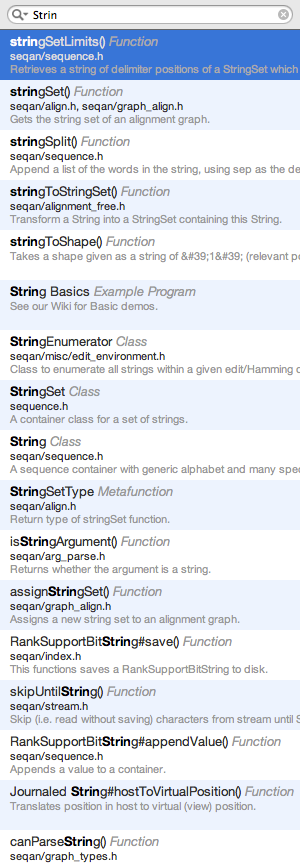 Strin
stringSetLimits() Function
seqan/sequence.h
Retrieves a string of delimiter positions of a StringSet which
stringSet() Function
seqan/align.h, seqan/graph_align.h
Gets the string set of an alignment graph.
stringSplit() Function
seqan/sequence.h
Append a list of the words in the string, using sep as the de
stringToStringSet() Function
seqan/alignment_free.h
Transform a String into a StringSet containing this String.
stringToShape() Function
Takes a shape given as a string of &#39;1&#39; (relevant po
String Basics Example Program
See our Wiki for Basic demos.
StringEnumerator Class
seqan/misc/edit_environment.h
Class to enumerate all strings within a given edit/Hamming d
StringSet Class
sequence.h
A container class for a set of strings.
String Class
seqan/sequence.h
A sequence container with generic alphabet and many spec
StringSetType Metafunction
seqan/align.h
Return type of stringSet function.
isStringArgument() Function
seqan/arg_parse.h
Returns whether the argument is a string.
assignStringSet() Function
seqan/graph_align.h
Assigns a new string set to an alignment graph.
RankSupportBitString#save() Function
seqan/index.h
This functions saves a RankSupportBitString to disk.
skipUntilString() Function
seqan/stream.h
Skip (i.e. read without saving) characters from stream until S
RankSupportBitString#appendValue() Function
seqan/sequence.h
Appends a value to a container.
Journaled String#hostToVirtualPosition() Function
Translates position in host to virtual (view) position.
canParseString() Function
seqan/graph_types.h